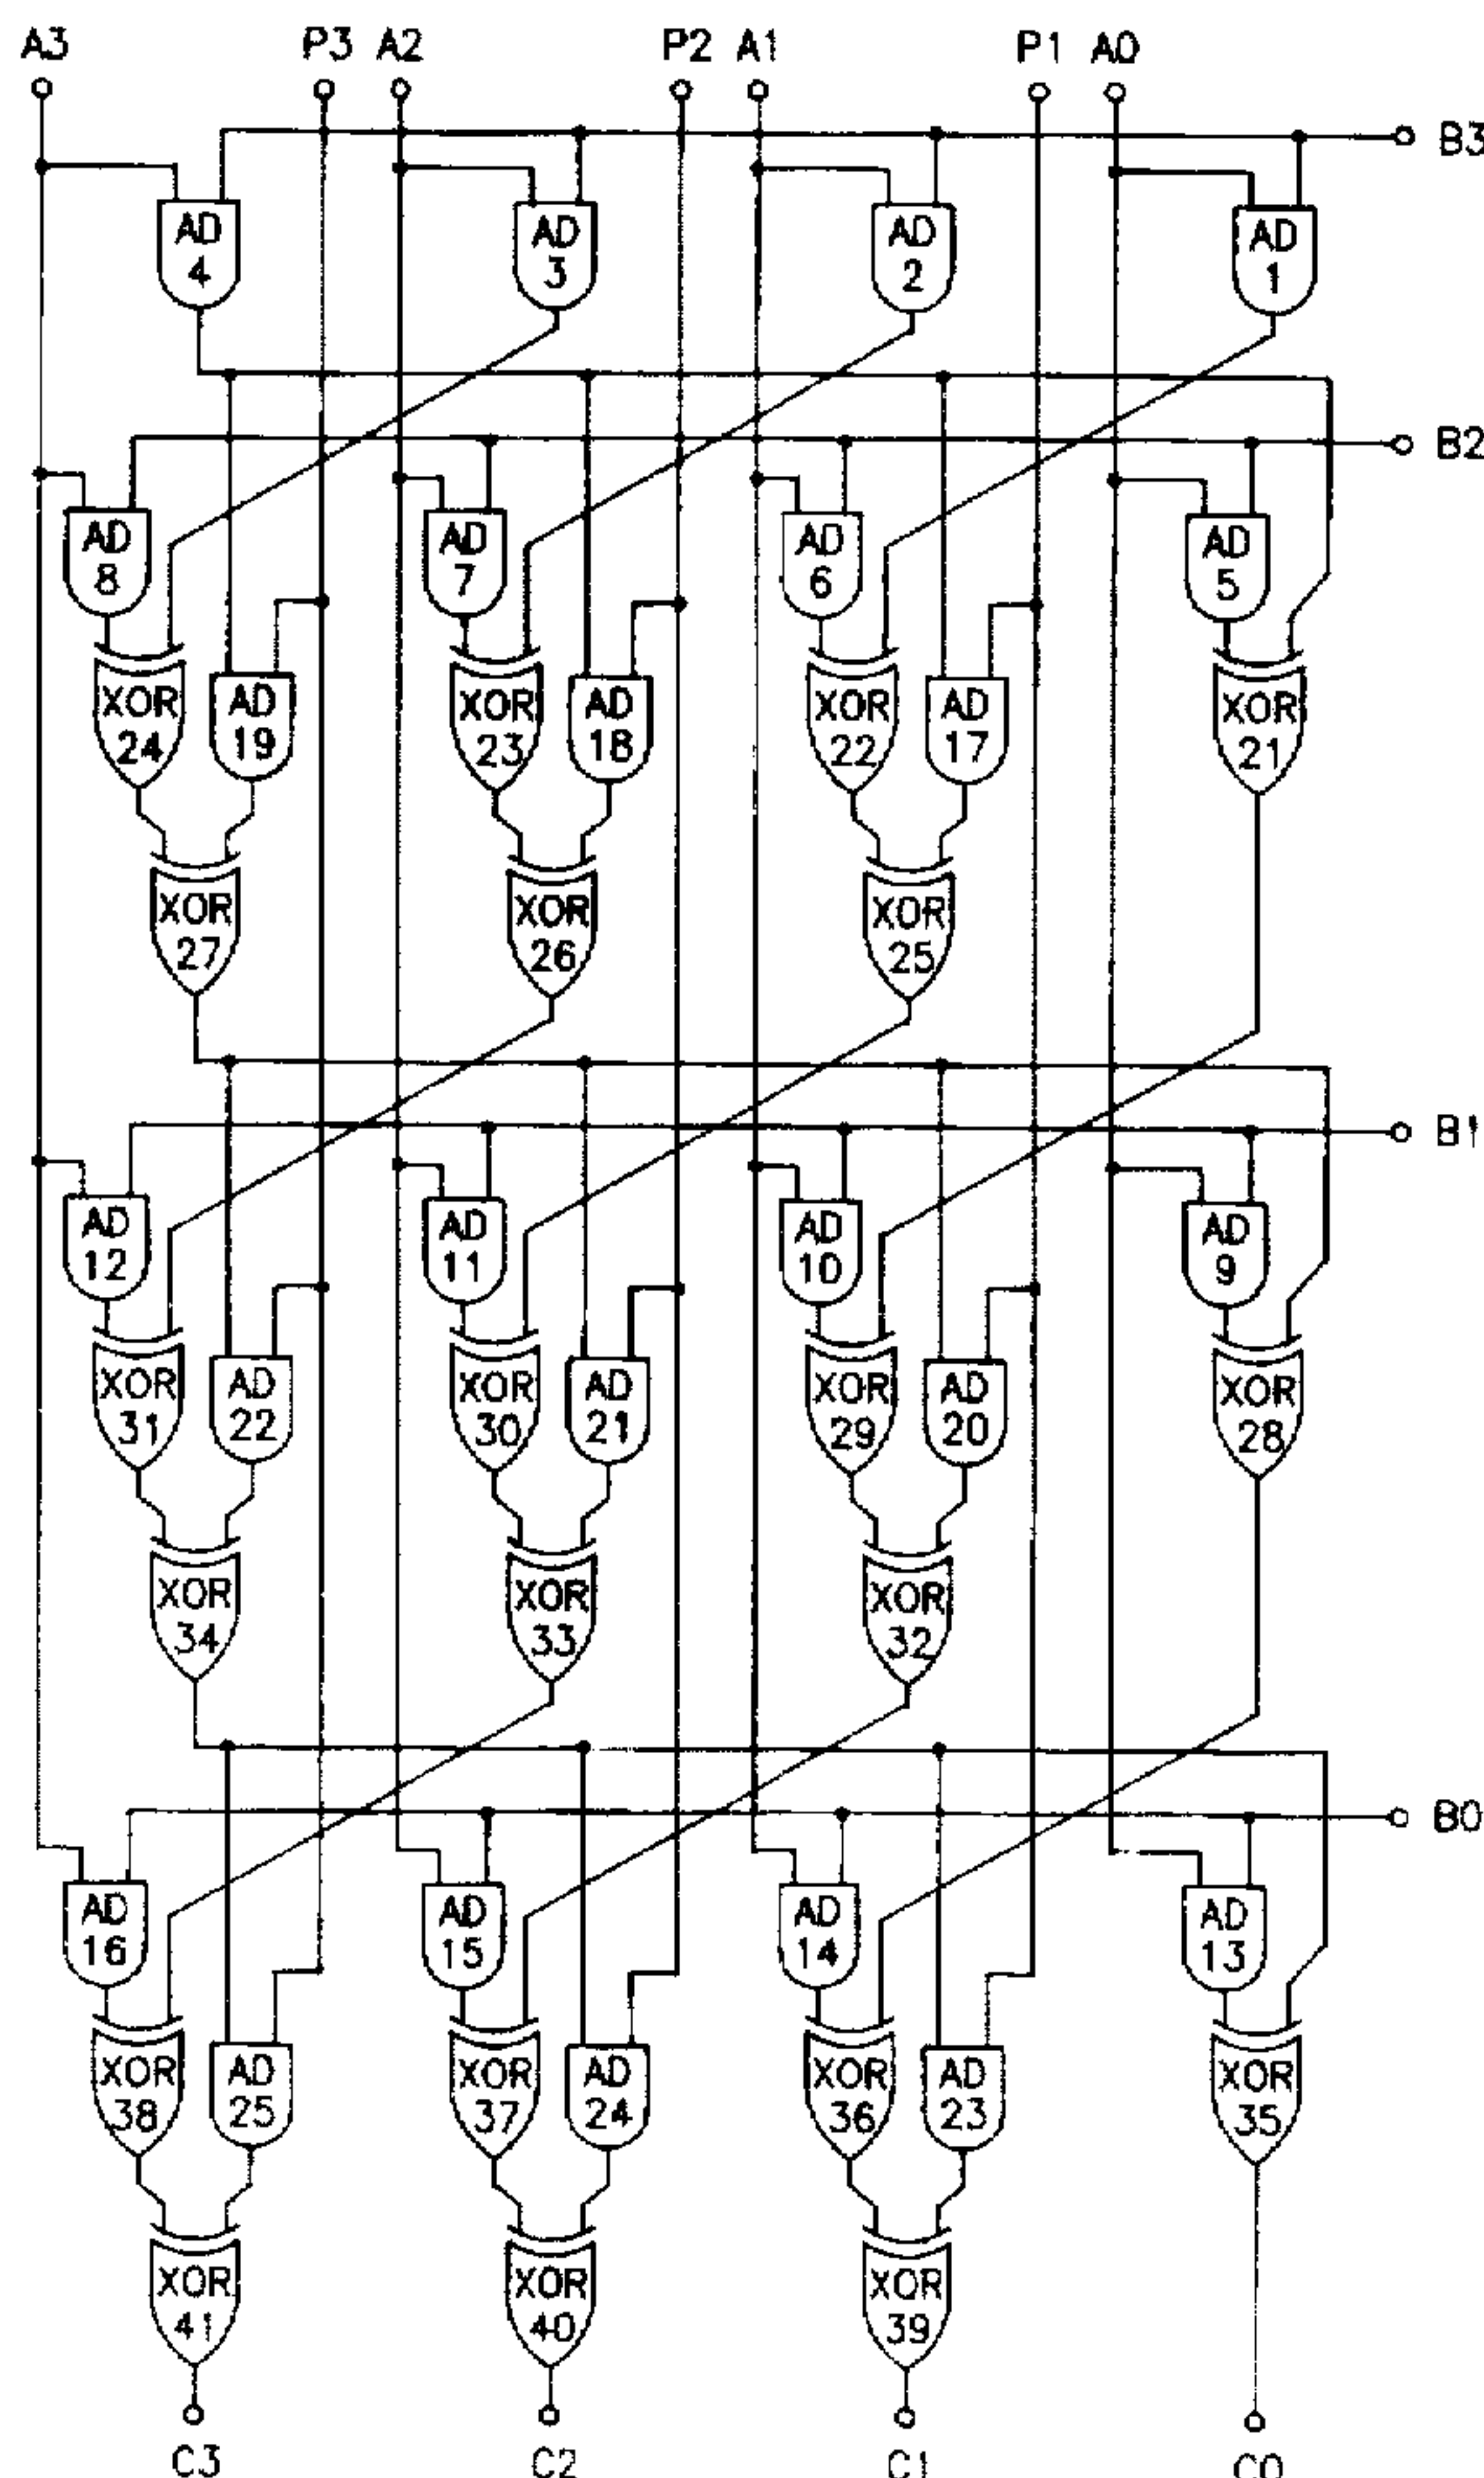 A3 P3 A2 P2 A1 P1 A0
B3
AD 4 AD 3 AD 2 AD 1
B2
AD 8 AD 7 AD 6 AD 5
XOR 24 AD 19 XOR 23 AD 18 XOR 22 AD 17 XOR 21
XOR 27 XOR 26 XOR 25
B1
AD 12 AD 11 AD 10 AD 9
XOR 31 AD 22 XOR 30 AD 21 XOR 29 AD 20 XOR 28
XOR 34 XOR 33 XOR 32
B0
AD 16 AD 15 AD 14 AD 13
XOR 38 AD 25 XOR 37 AD 24 XOR 36 AD 23 XOR 35
XOR 41 XOR 40 XOR 39
C3 C2 C1 C0